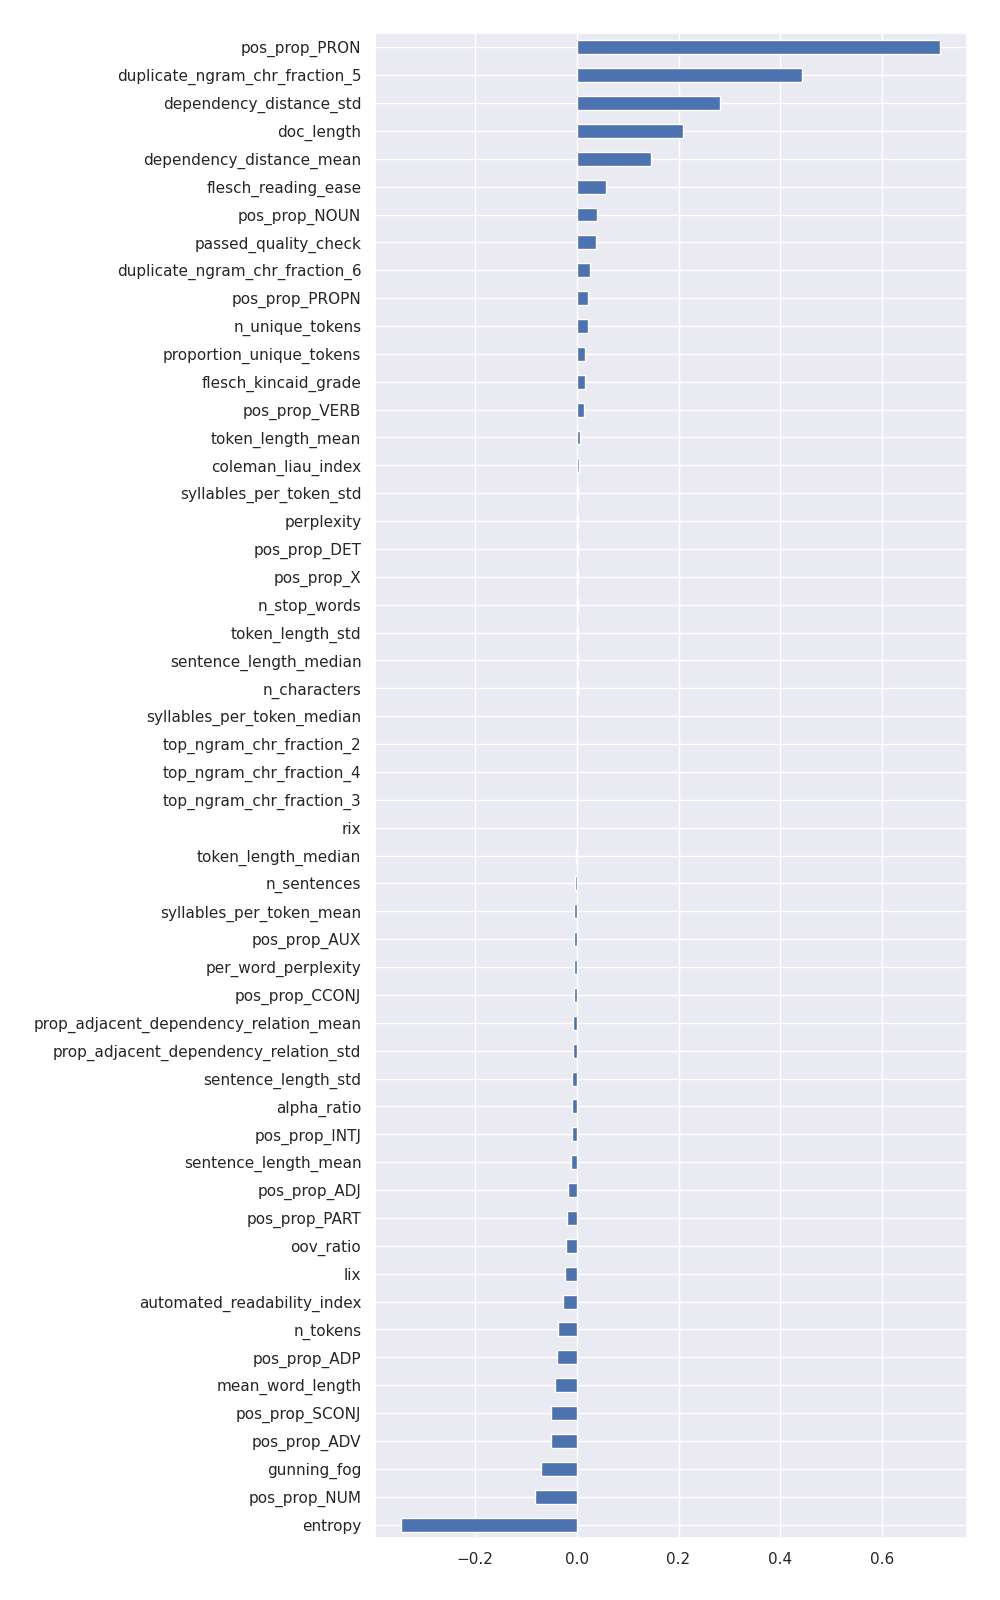 pos_prop_PRON
duplicate_ngram_chr_fraction_5
dependency_distance_std
doc_length
dependency_distance_mean
flesch_reading_ease
pos_prop_NOUN
passed_quality_check
duplicate_ngram_chr_fraction_6
pos_prop_PROPN
n_unique_tokens
proportion_unique_tokens
flesch_kincaid_grade
pos_prop_VERB
token_length_mean
coleman_liau_index
syllables_per_token_std
perplexity
pos_prop_DET
pos_prop_X
n_stop_words
token_length_std
sentence_length_median
n_characters
syllables_per_token_median
top_ngram_chr_fraction_2
top_ngram_chr_fraction_4
top_ngram_chr_fraction_3
rix
token_length_median
n_sentences
syllables_per_token_mean
pos_prop_AUX
per_word_perplexity
pos_prop_CCONJ
prop_adjacent_dependency_relation_mean
prop_adjacent_dependency_relation_std
sentence_length_std
alpha_ratio
pos_prop_INTJ
sentence_length_mean
pos_prop_ADJ
pos_prop_PART
oov_ratio
lix
automated_readability_index
n_tokens
pos_prop_ADP
mean_word_length
pos_prop_SCONJ
pos_prop_ADV
gunning_fog
pos_prop_NUM
entropy
−0.2 0.0 0.2 0.4 0.6